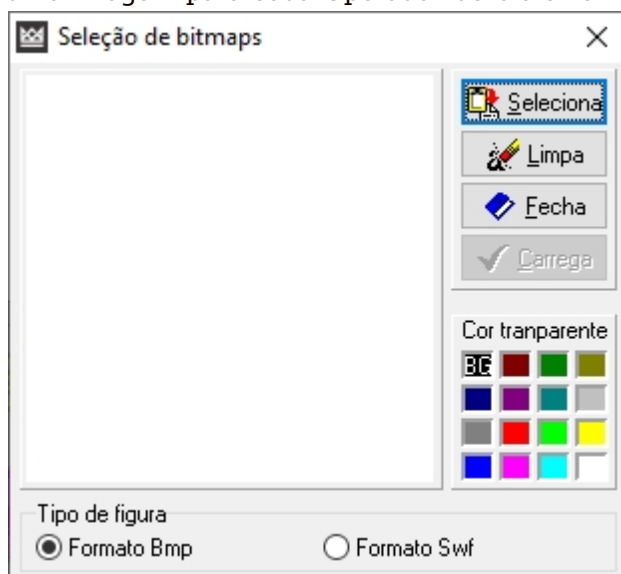 Seleção de bitmaps
Seleciona
Limpa
Fecha
Carrega
Cor tranparente
BG
Tipo de figura
Formato Bmp
Formato Swf